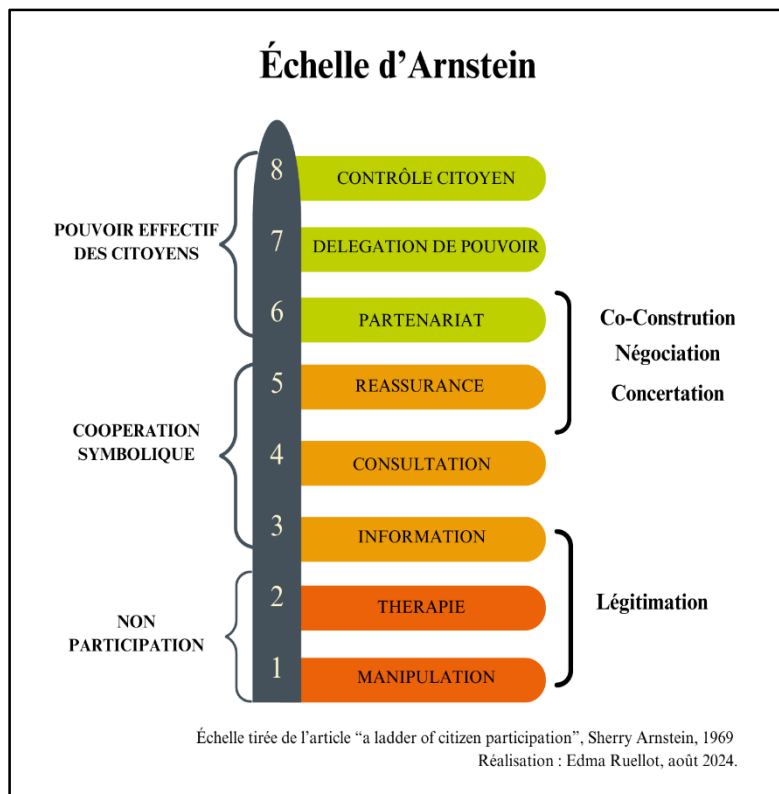 Échelle d'Arnstein
8
CONTRÔLE CITOYEN
POUVOIR EFFECTIF
DES CITOYENS
7
DELEGATION DE POUVOIR
6
PARTENARIAT
Co-Constrution
Négociation
Concertation
5
REASSURANCE
COOPERATION
SYMBOLIQUE
4
CONSULTATION
3
INFORMATION
2
THERAPIE
Légitimation
NON
PARTICIPATION
1
MANIPULATION
Échelle tirée de l'article “a ladder of citizen participation”, Sherry Arnstein, 1969
Réalisation : Edma Ruellot, août 2024.